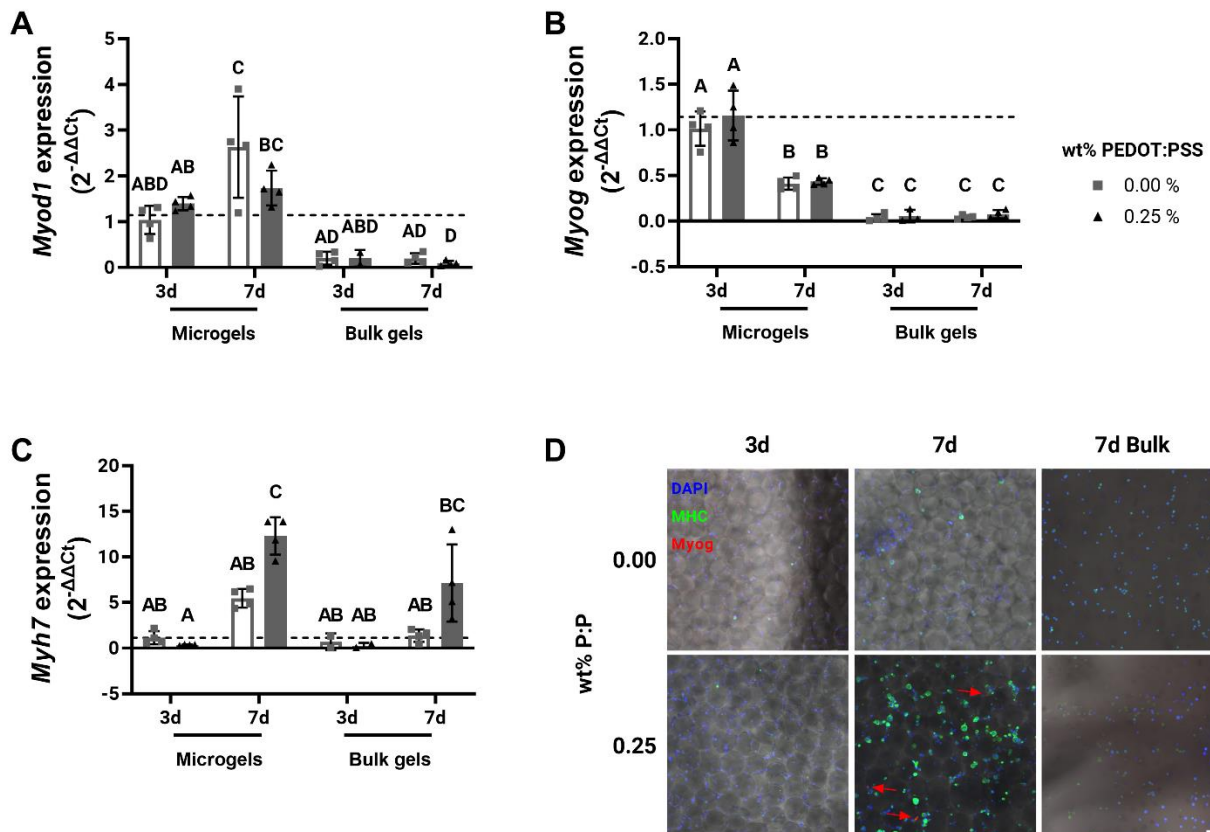 A
Myod1 expression
(2^-ΔΔCt)
5
4
3
2
1
0
ABD
AB
C
BC
AD
ABD
AD
D
3d
7d
3d
7d
Microgels
Bulk gels
B
Myog expression
(2^-ΔΔCt)
2.0
1.5
1.0
0.5
0.0
-0.5
A
A
B
B
C
C
C
C
3d
7d
3d
7d
Microgels
Bulk gels
wt% PEDOT:PSS
0.00 %
0.25 %
C
Myh7 expression
(2^-ΔΔCt)
20
15
10
5
0
-5
AB
A
AB
C
AB
AB
AB
BC
3d
7d
3d
7d
Microgels
Bulk gels
D
3d
7d
7d Bulk
DAPI
MHC
Myog
wt% P:P
0.00
0.25